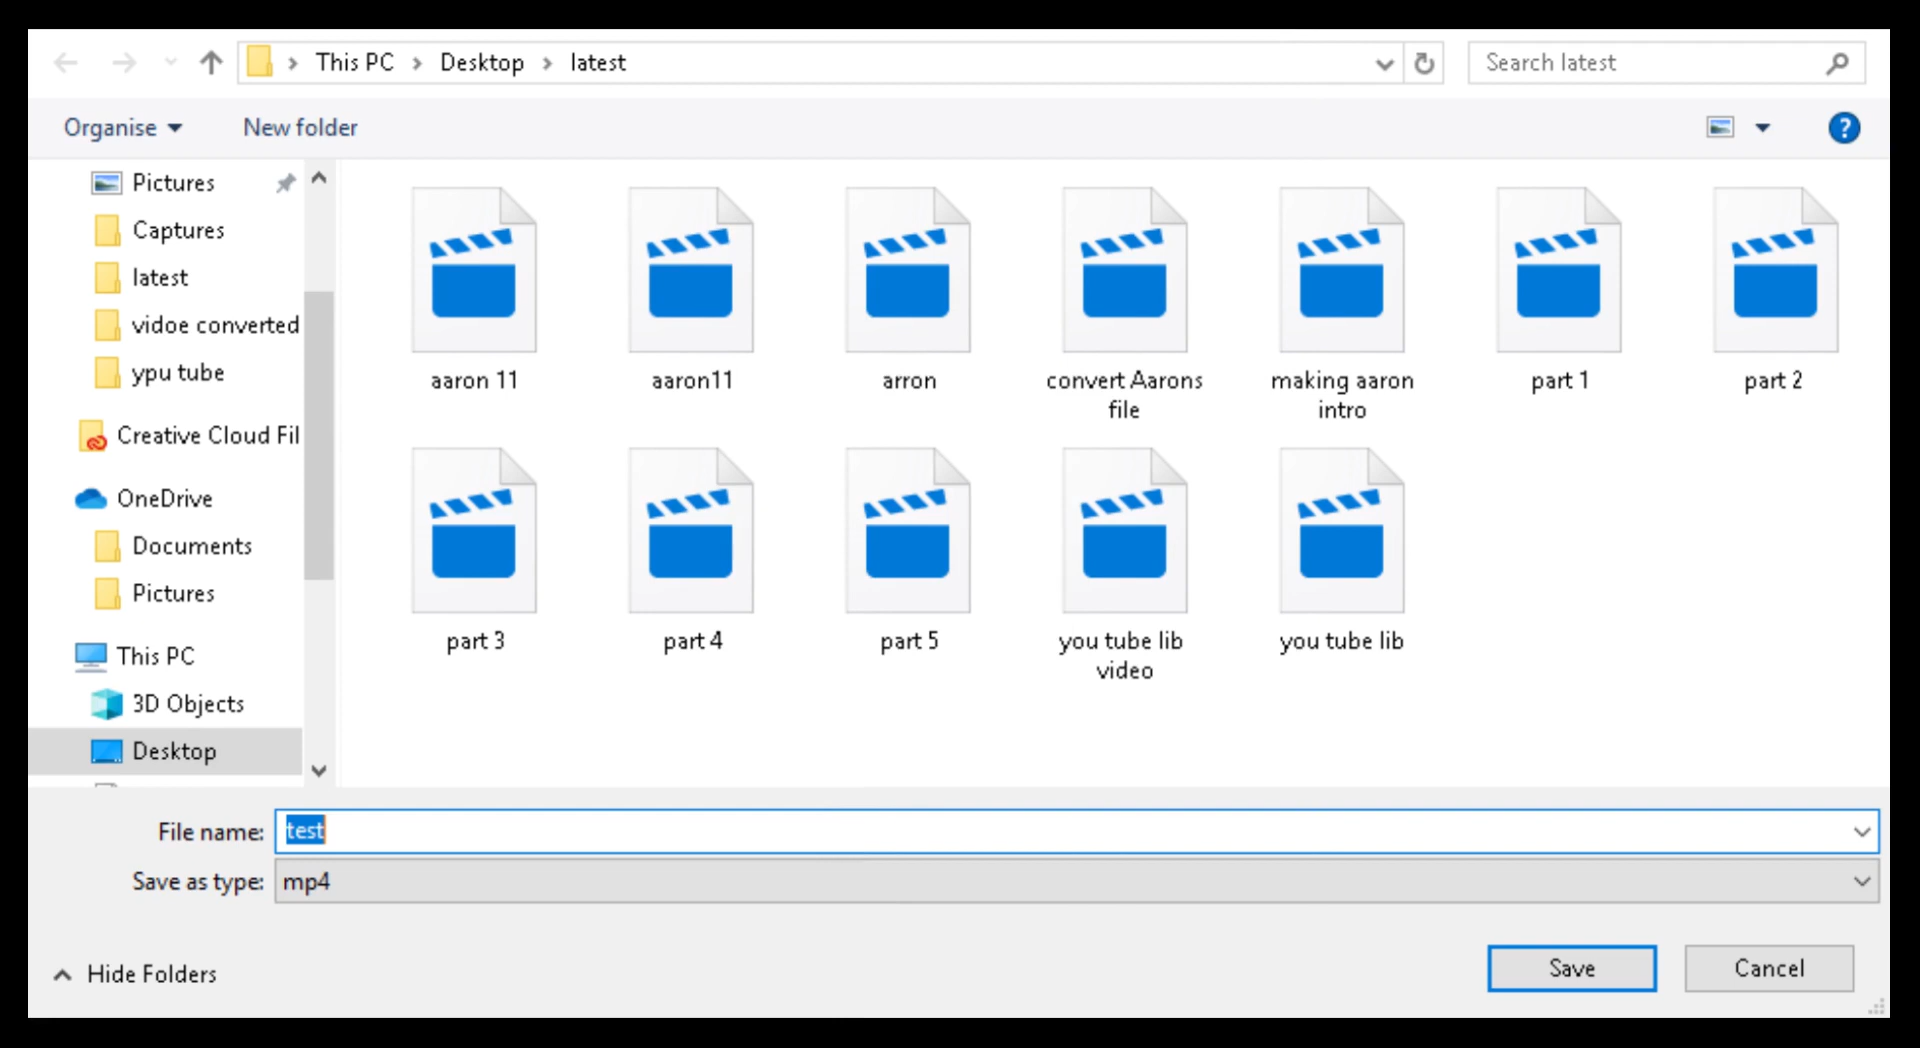 This PC > Desktop > latest
Search latest
Organise
New folder
?
Pictures
Captures
latest
vidoe converted
ypu tube
Creative Cloud Fil
OneDrive
Documents
Pictures
This PC
3D Objects
Desktop
aaron 11
aaron11
arron
convert Aarons
file
making aaron
intro
part 1
part 2
part 3
part 4
part 5
you tube lib
video
you tube lib
File name: test
Save as type: mp4
Hide Folders
Save
Cancel